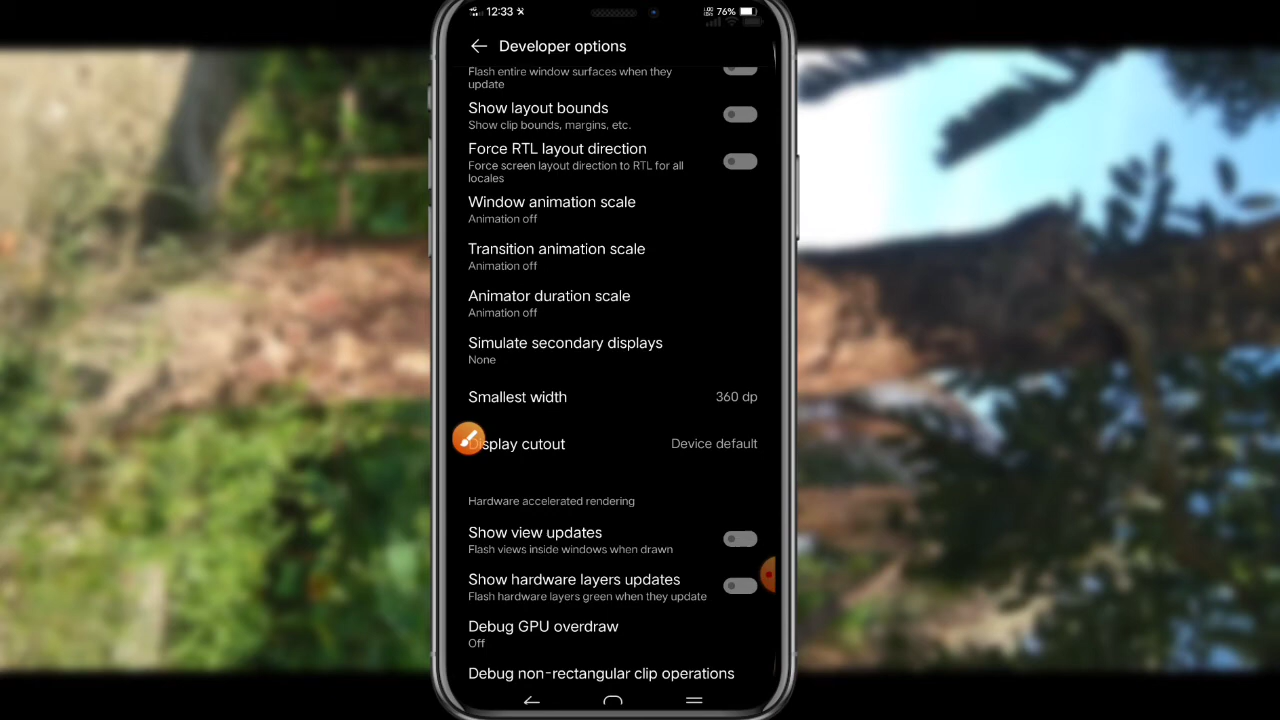 12:33
76%
Developer options
Flash entire window surfaces when they
update
Show layout bounds
Show clip bounds, margins, etc.
Force RTL layout direction
Force screen layout direction to RTL for all
locales
Window animation scale
Animation off
Transition animation scale
Animation off
Animator duration scale
Animation off
Simulate secondary displays
None
Smallest width 360 dp
Display cutout Device default
Hardware accelerated rendering
Show view updates
Flash views inside windows when drawn
Show hardware layers updates
Flash hardware layers green when they update
Debug GPU overdraw
Off
Debug non-rectangular clip operations